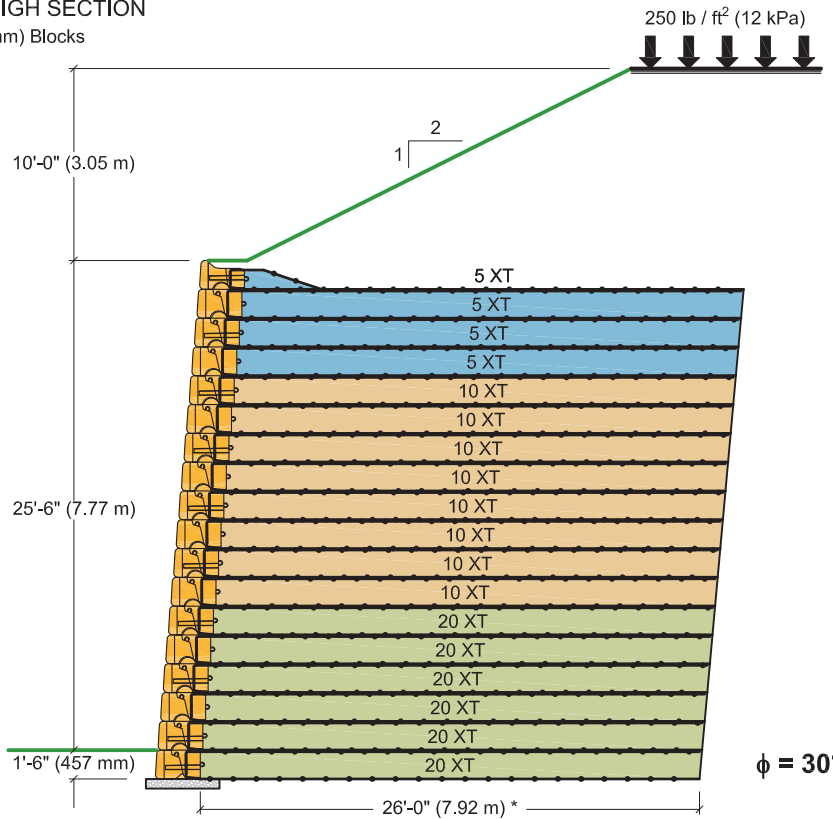 IGH SECTION
m) Blocks
250 lb / ft² (12 kPa)
2
1
10'-0" (3.05 m)
5 XT
5 XT
5 XT
5 XT
10 XT
10 XT
10 XT
10 XT
25'-6" (7.77 m)
10 XT
10 XT
10 XT
10 XT
20 XT
20 XT
20 XT
20 XT
20 XT
1'-6" (457 mm)
20 XT
ϕ = 30°
26'-0" (7.92 m) *